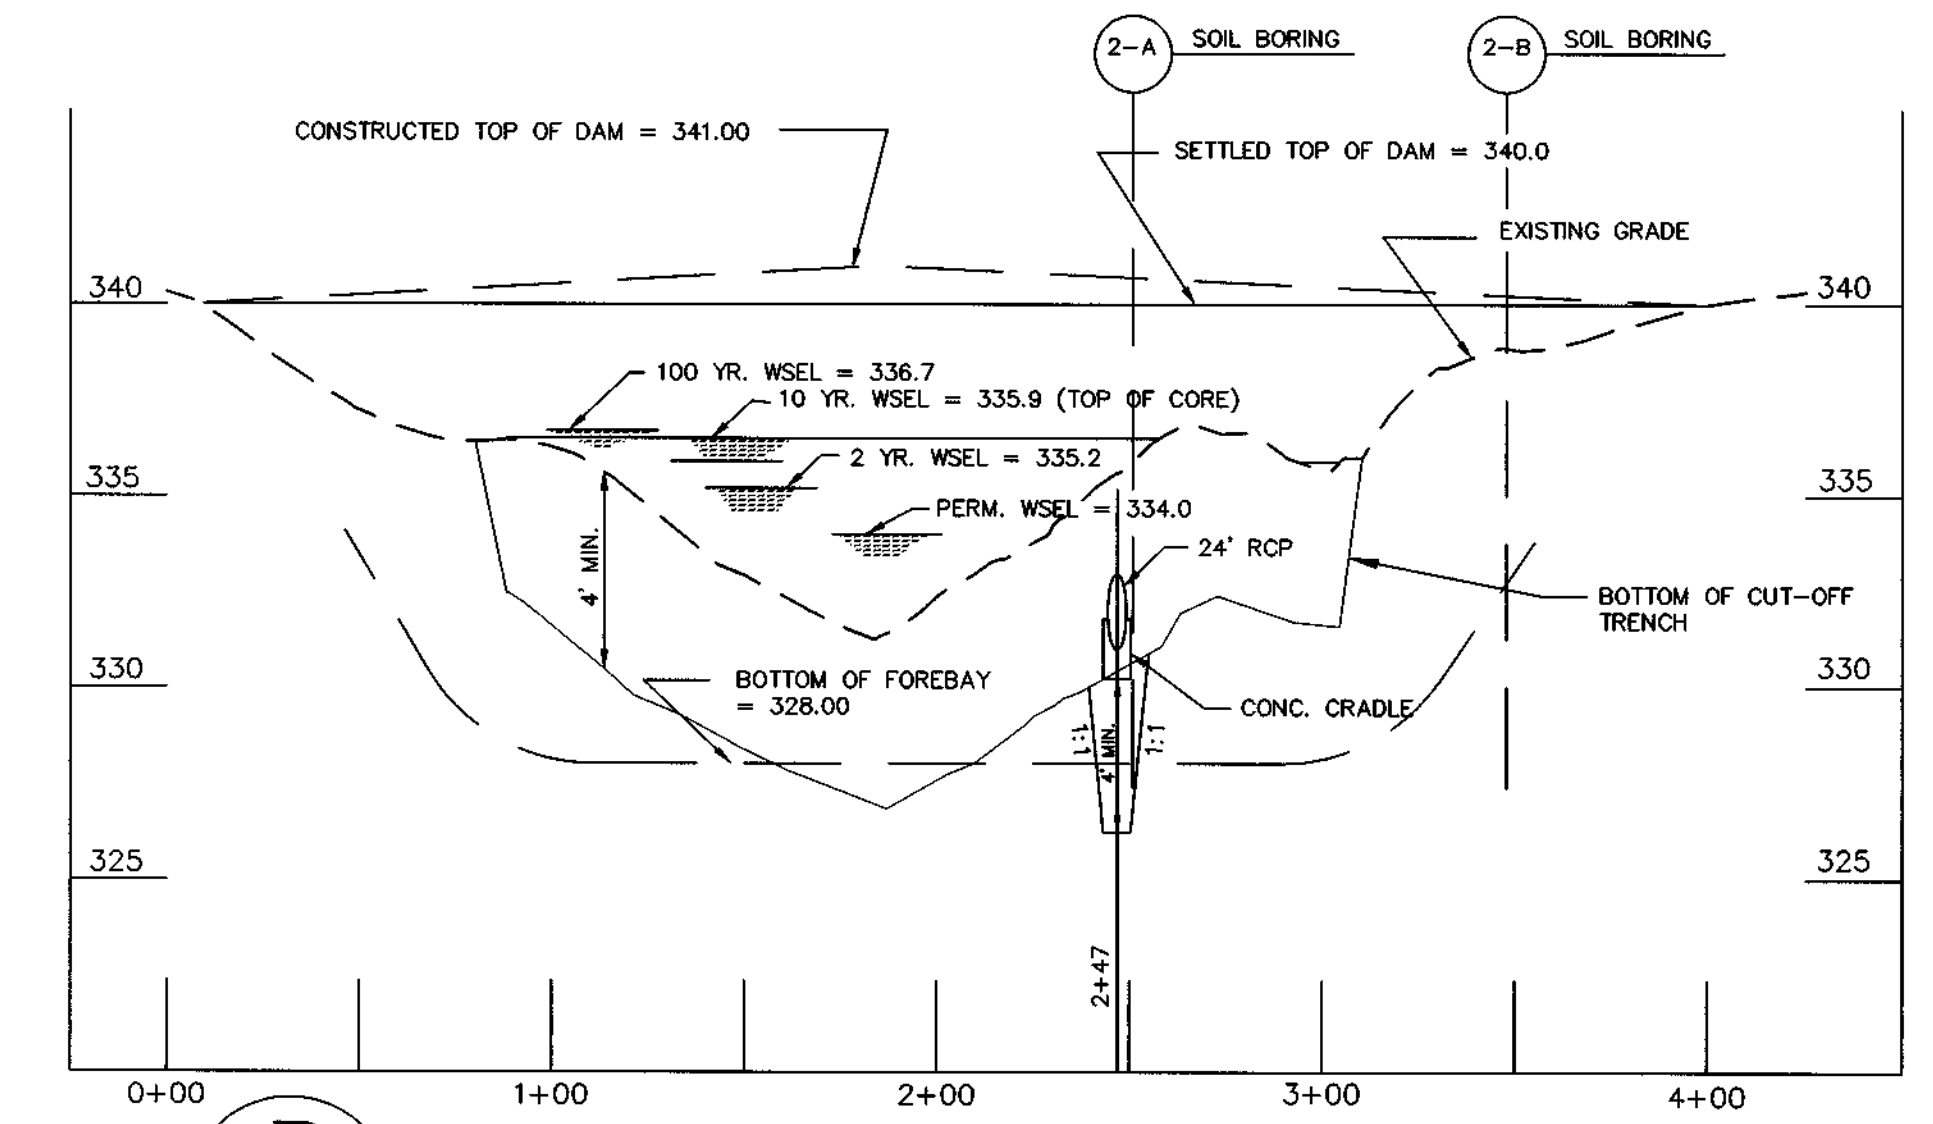 2-A SOIL BORING
2-B SOIL BORING
CONSTRUCTED TOP OF DAM = 341.00
SETTLED TOP OF DAM = 340.0
EXISTING GRADE
340
340
100 YR. WSEL = 336.7
10 YR. WSEL = 335.9 (TOP OF CORE)
2 YR. WSEL = 335.2
335
335
PERM. WSEL = 334.0
4' MIN.
24' RCP
BOTTOM OF CUT-OFF
TRENCH
330
330
BOTTOM OF FOREBAY
= 328.00
CONC. CRADLE
1:1
4' MIN.
1:1
325
325
2+47
0+00
1+00
2+00
3+00
4+00